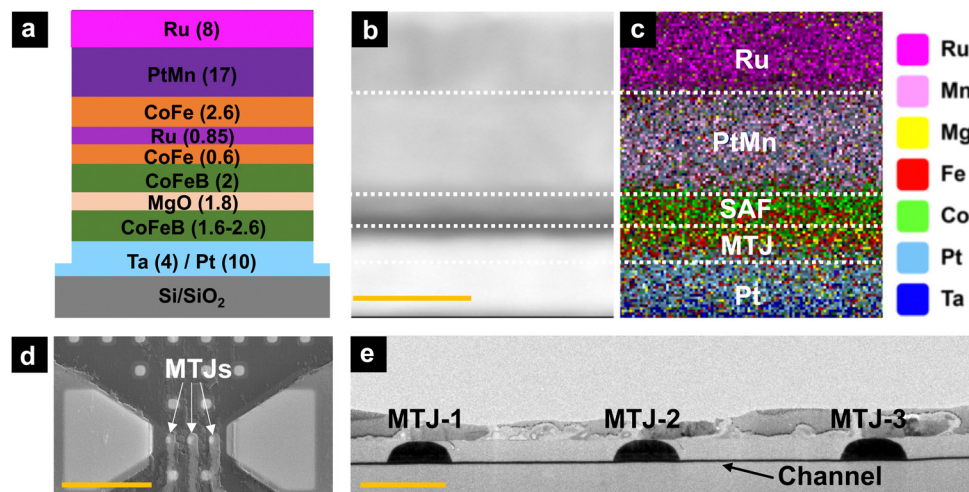 a
Ru (8)
PtMn (17)
CoFe (2.6)
Ru (0.85)
CoFe (0.6)
CoFeB (2)
MgO (1.8)
CoFeB (1.6-2.6)
Ta (4) / Pt (10)
Si/SiO₂
b
c
Ru
PtMn
SAF
MTJ
Pt
Ru
Mn
Mg
Fe
Co
Pt
Ta
d
MTJs
e
MTJ-1
MTJ-2
MTJ-3
Channel